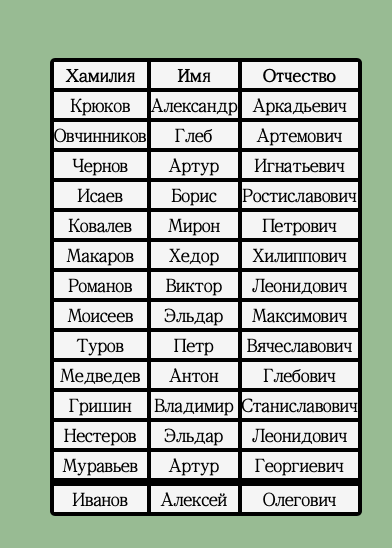 Хамилия Имя Отчество
Крюков Александр Аркадьевич
Овчинников Глеб Артемович
Чернов Артур Игнатьевич
Исаев Борис Ростиславович
Ковалев Мирон Петрович
Макаров Хедор Хилиппович
Романов Виктор Леонидович
Моисеев Эльдар Максимович
Туров Петр Вячеславович
Медведев Антон Глебович
Гришин Владимир Станиславович
Нестеров Эльдар Леонидович
Муравьев Артур Георгиевич
Иванов Алексей Олегович